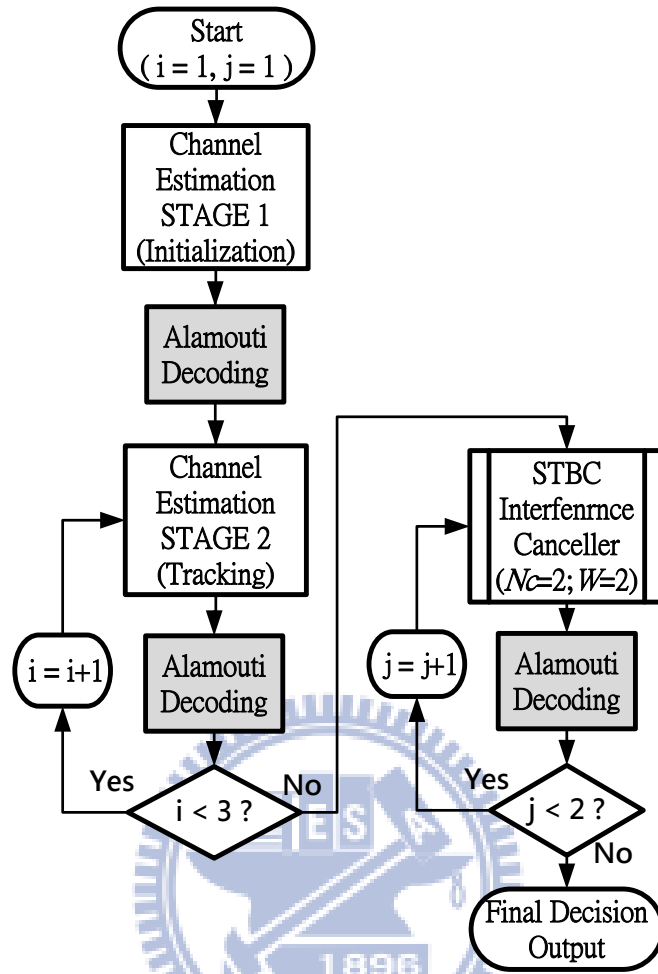 Start
( i = 1, j = 1 )
Channel
Estimation
STAGE 1
(Initialization)
Alamouti
Decoding
Channel
Estimation
STAGE 2
(Tracking)
i = i+1
Alamouti
Decoding
Yes
i < 3 ?
No
STBC
Interfenrnce
Canceller
(Nc=2; W=2)
j = j+1
Alamouti
Decoding
Yes
j < 2 ?
No
Final Decision
Output
E S
A
1896